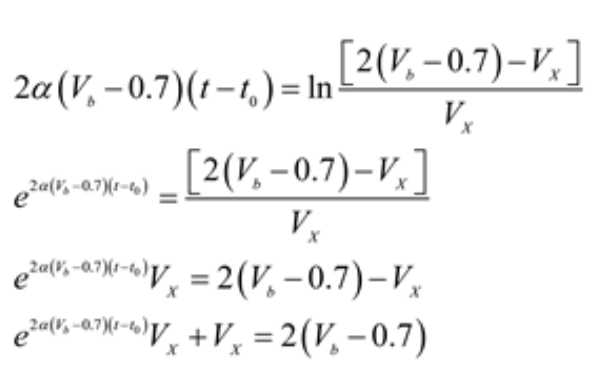 2α(V_b − 0.7)(t − t_0) = ln [2(V_b − 0.7) − V_x] / V_x
e^{2α(V_b−0.7)(t−t_0)} = [2(V_b − 0.7) − V_x] / V_x
e^{2α(V_b−0.7)(t−t_0)} V_x = 2(V_b − 0.7) − V_x
e^{2α(V_b−0.7)(t−t_0)} V_x + V_x = 2(V_b − 0.7)